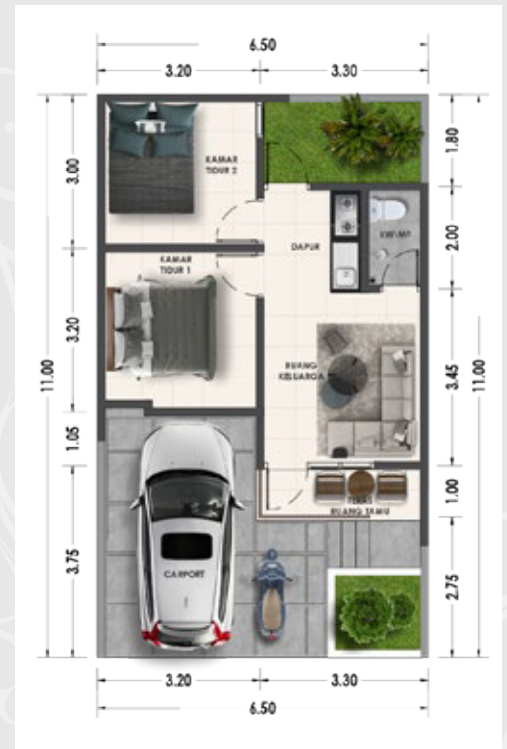 6.50
3.20
3.30
3.00
3.20
11.00
1.05
3.75
KAMAR
TIDUR 2
KAMAR
TIDUR 1
DAPUR
RUANG
KELUARGA
TERAS
RUANG TAMU
CARPORT
1.80
2.00
3.45
11.00
1.00
2.75
3.20
3.30
6.50